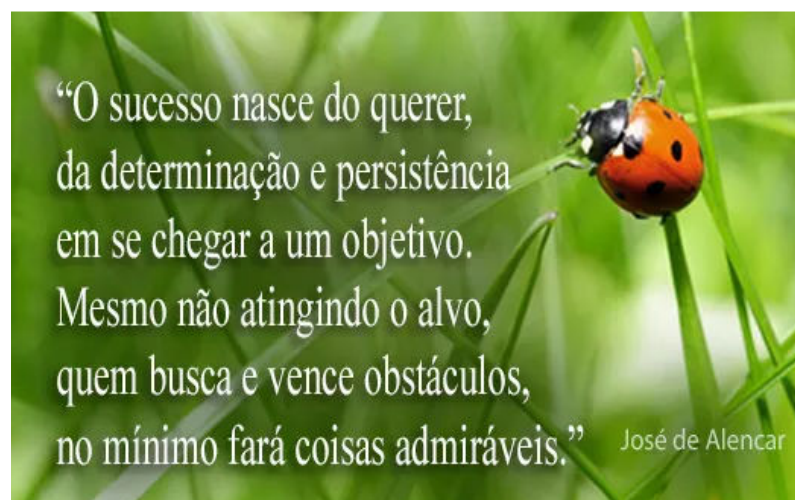 “O sucesso nasce do querer,
da determinação e persistência
em se chegar a um objetivo.
Mesmo não atingindo o alvo,
quem busca e vence obstáculos,
no mínimo fará coisas admiráveis.”
José de Alencar